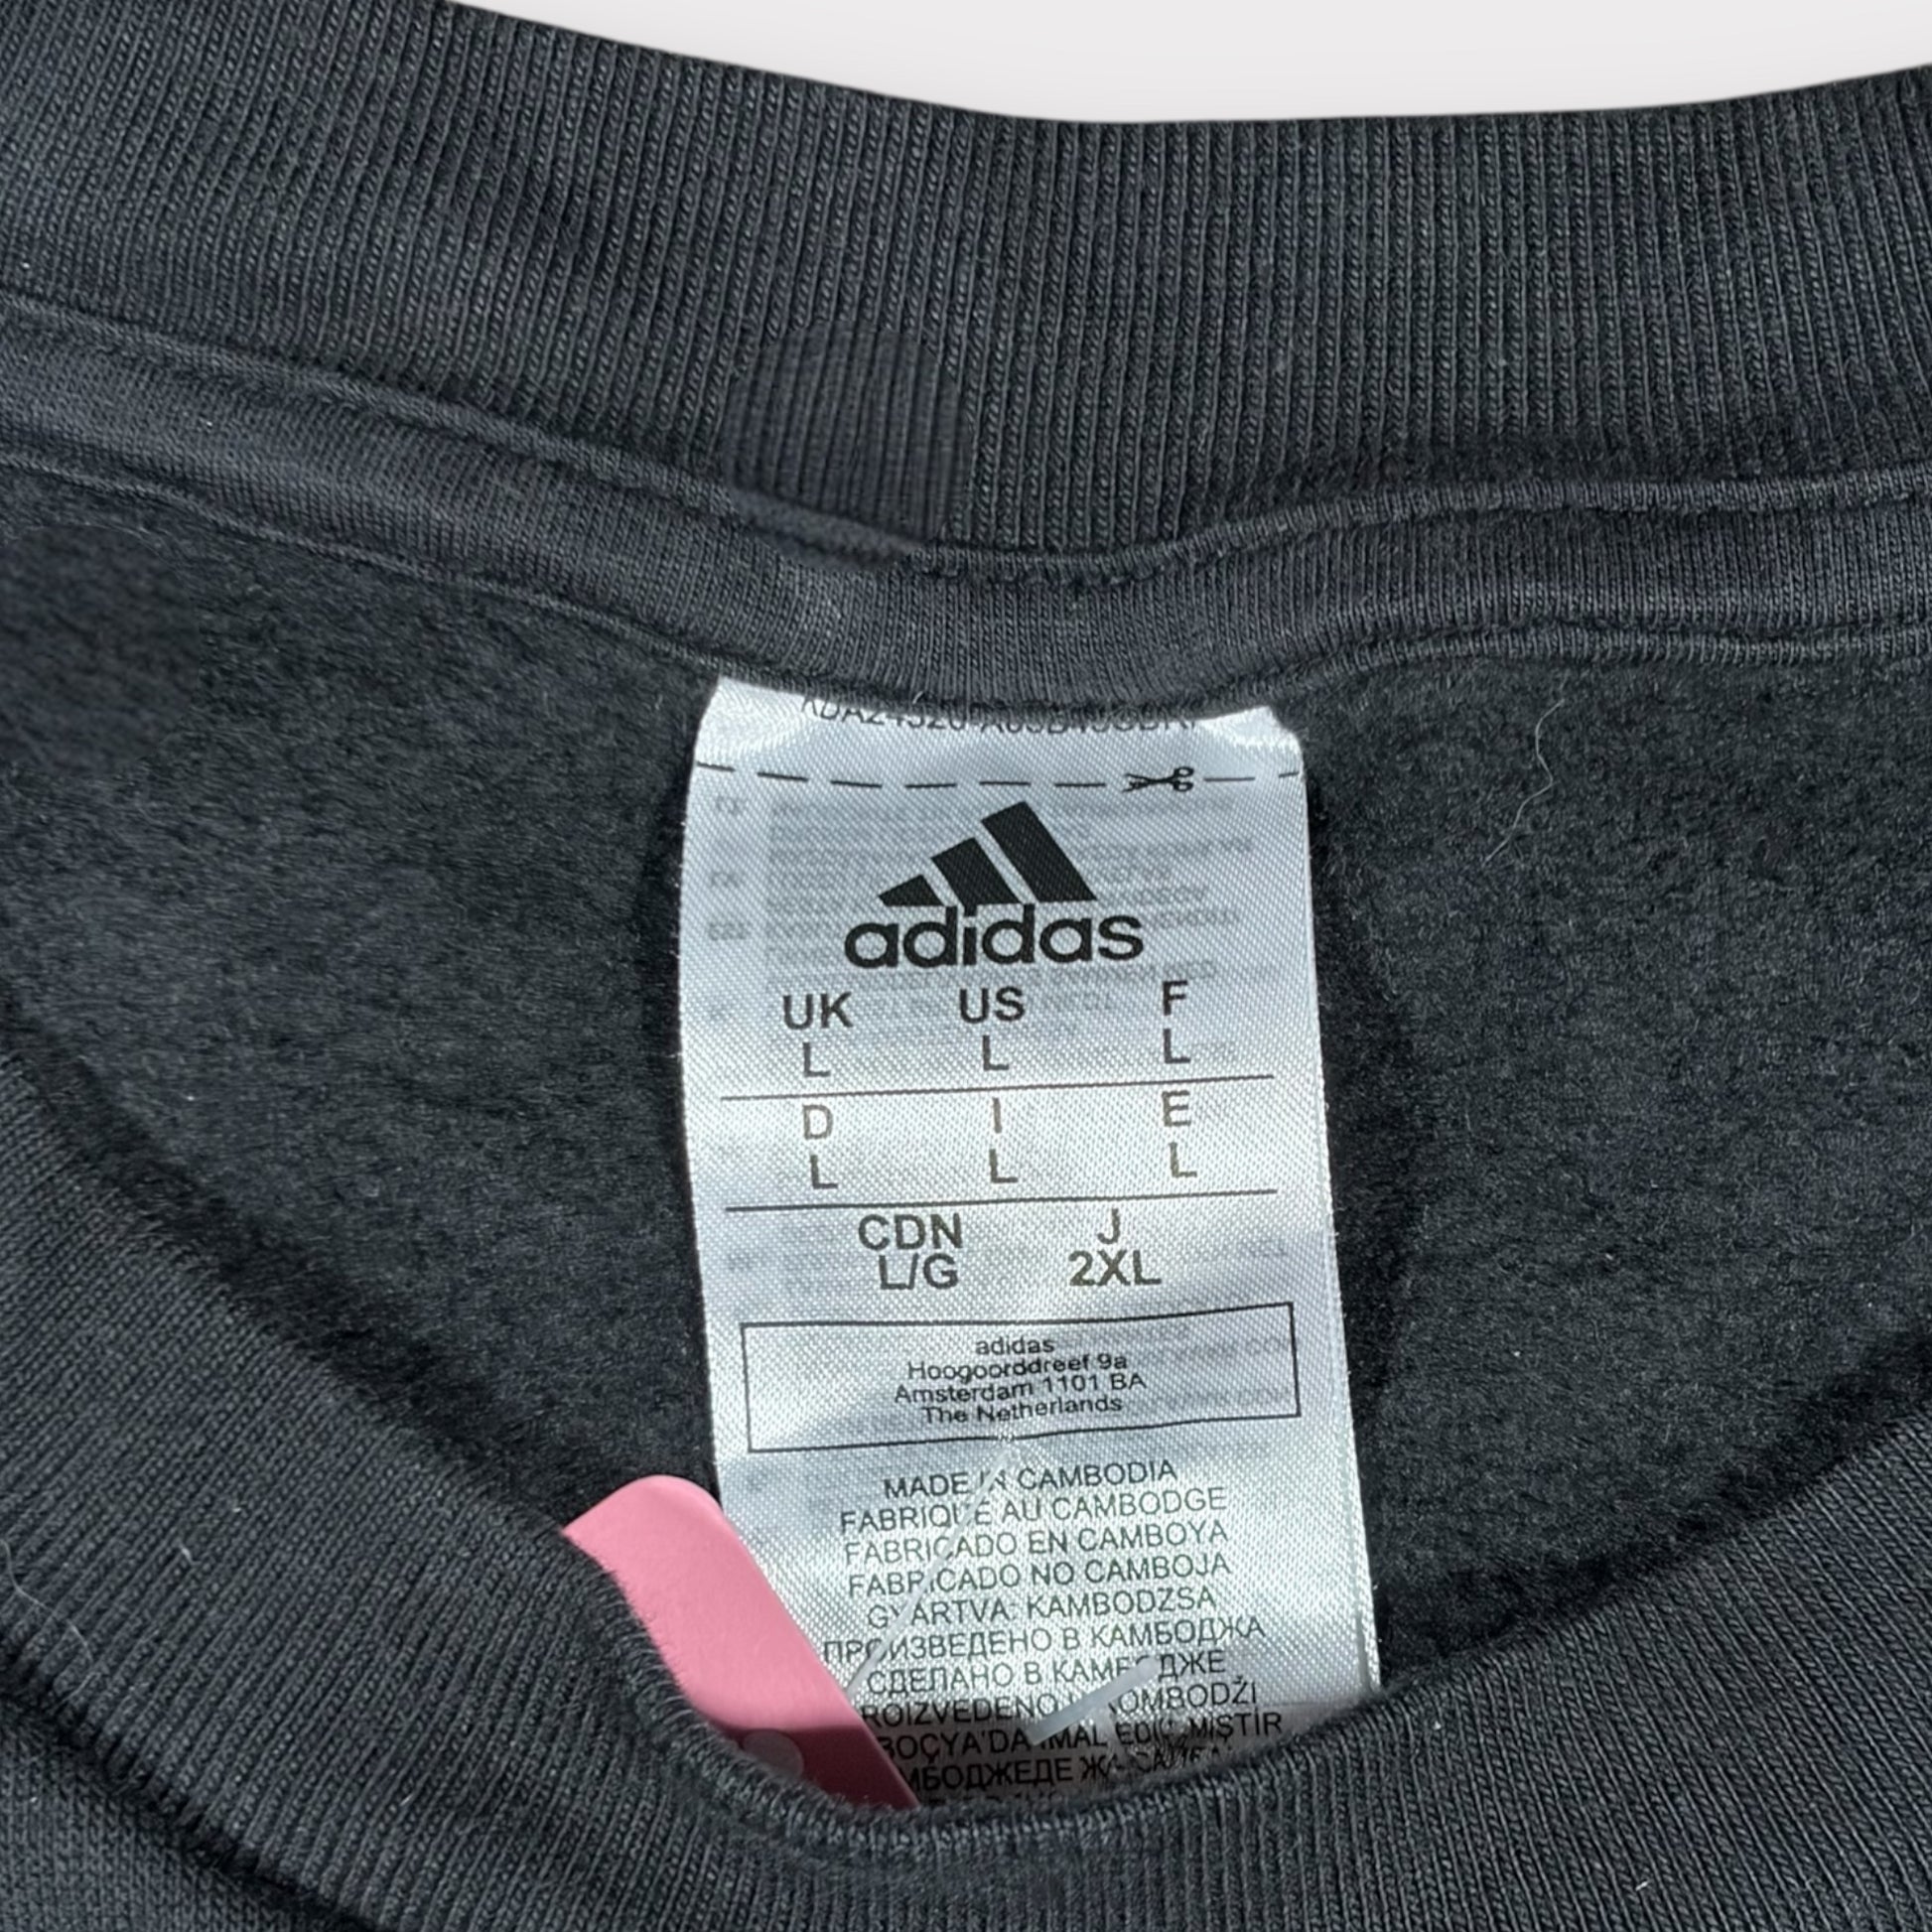 adidas
UK US F
L L L
D I E
L L L
CDN J
L/G 2XL
adidas
Hoogoorddreef 9a
Amsterdam 1101 BA
The Netherlands
MADE IN CAMBODIA
FABRIQUÉ AU CAMBODGE
FABRICADO EN CAMBOYA
FABRICADO NO CAMBOJA
GYÁRTVA: KAMBODZSA
ПРОИЗВЕДЕНО В КАМБОДЖА
СДЕЛАНО В КАМБОДЖЕ